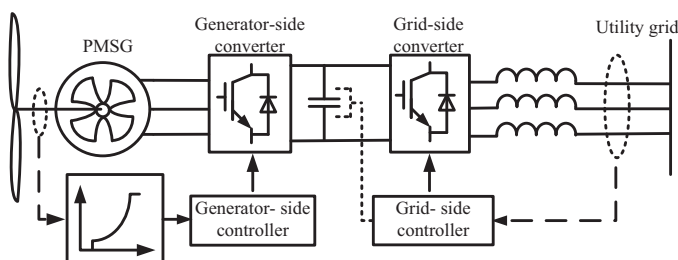 Generator-side
converter
Grid-side
converter
Utility grid
PMSG
Generator- side
controller
Grid- side
controller